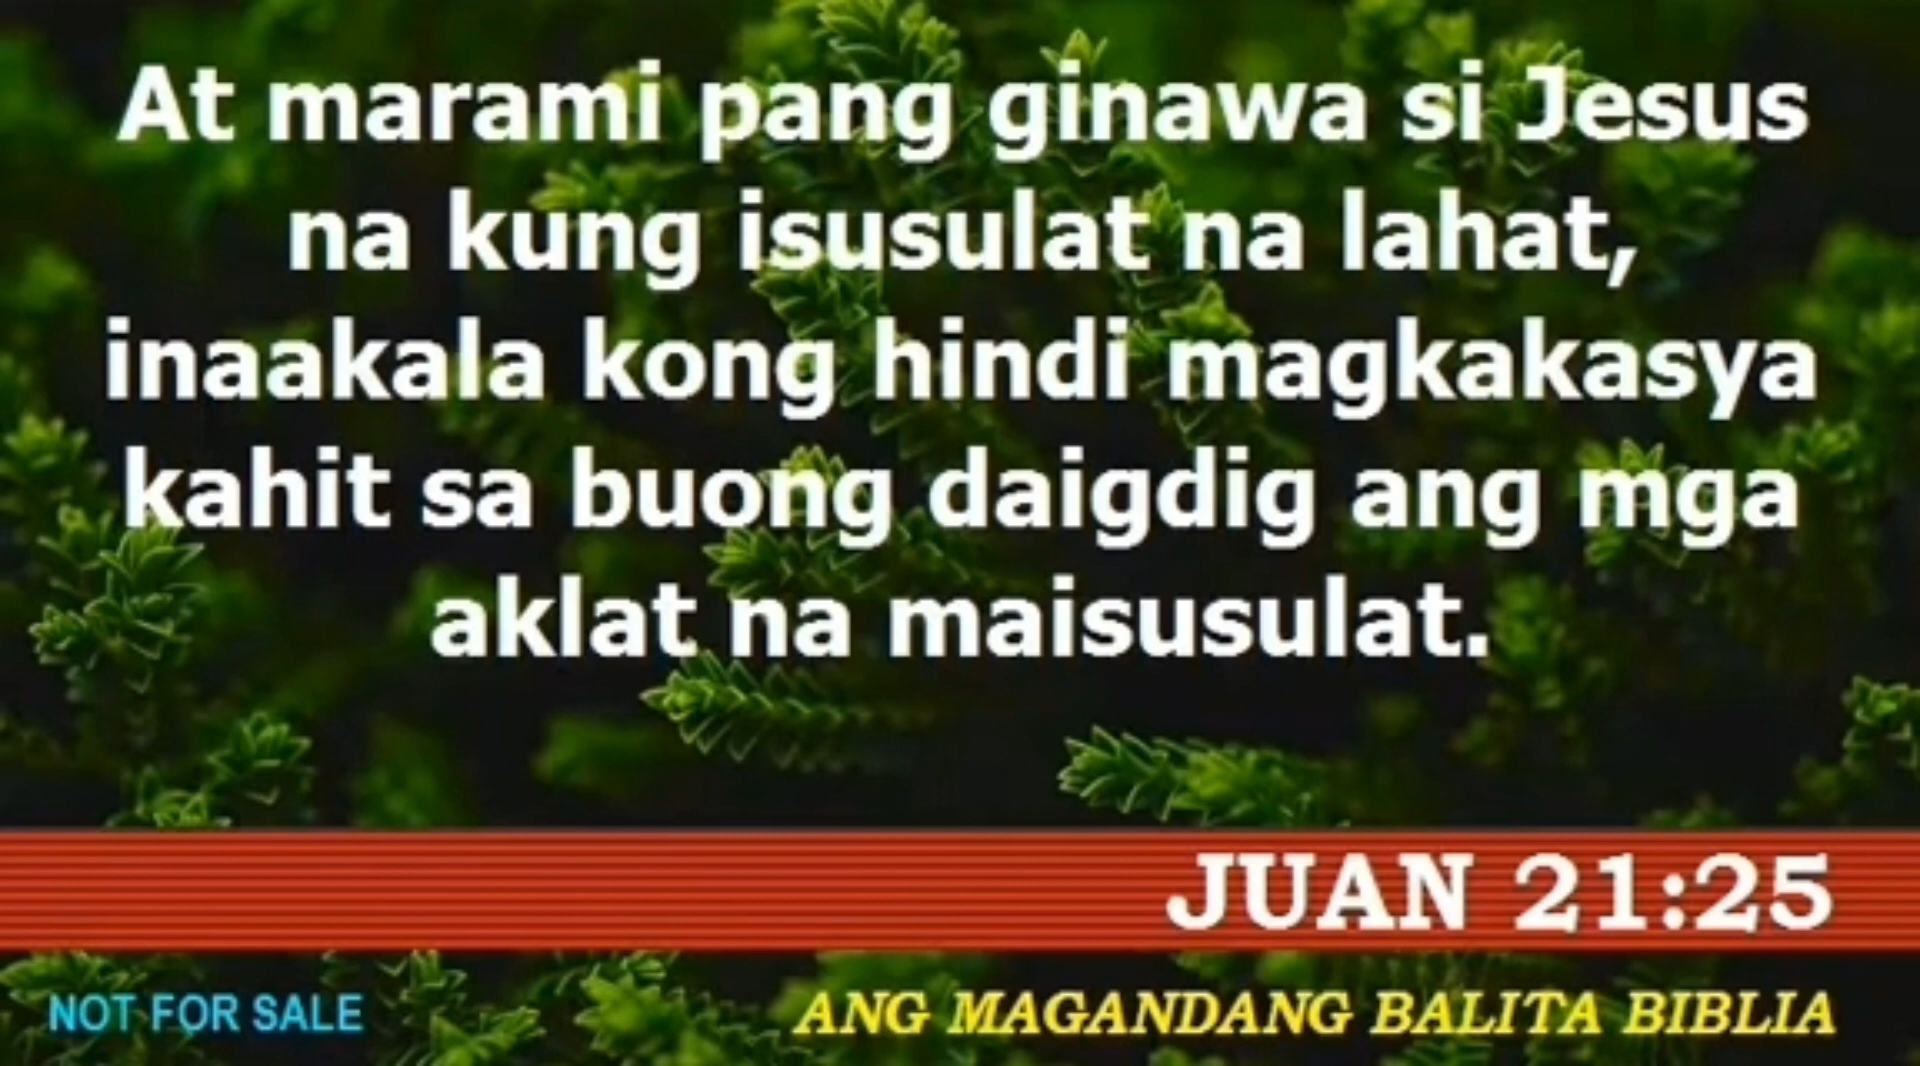 At marami pang ginawa si Jesus
na kung isusulat na lahat,
inaakala kong hindi magkakasya
kahit sa buong daigdig ang mga
aklat na maisusulat.
JUAN 21:25
NOT FOR SALE
ANG MAGANDANG BALITA BIBLIA